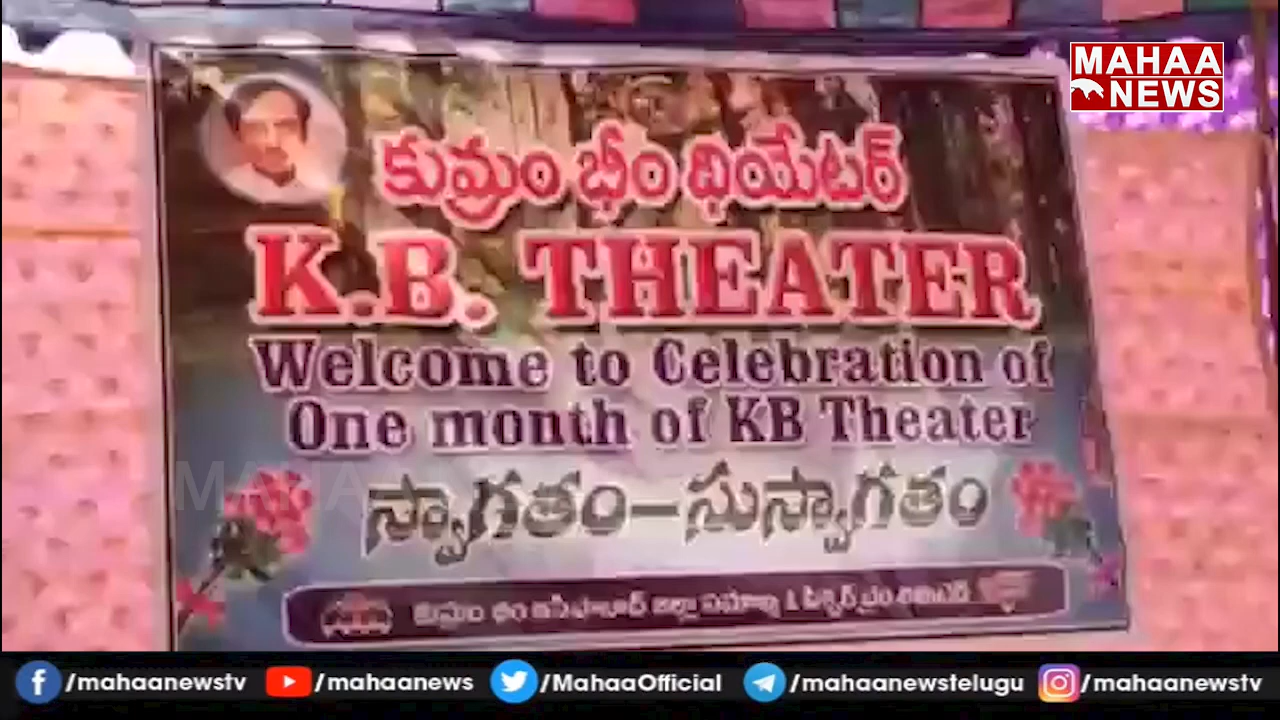 MAHAA
NEWS
కుమ్రం భీం థియేటర్
K.B. THEATER
Welcome to Celebration of
One month of KB Theater
స్వాగతం-సుస్వాగతం
కుమ్రం భీం ఆసిఫాబాద్ జిల్లా
/mahaanewstv /mahaanews /MahaaOfficial /mahaanewstelugu /mahaanewstv